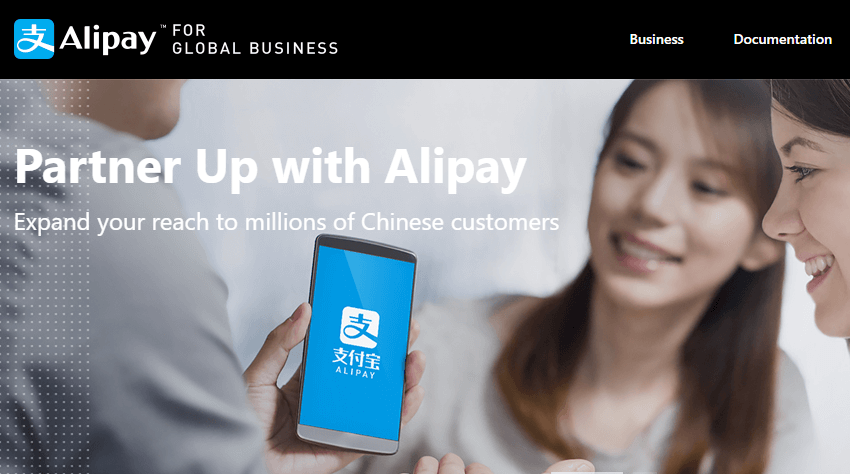 支 Alipay™ FOR
GLOBAL BUSINESS
Business
Documentation
Partner Up with Alipay
Expand your reach to millions of Chinese customers
支
支付宝
ALIPAY